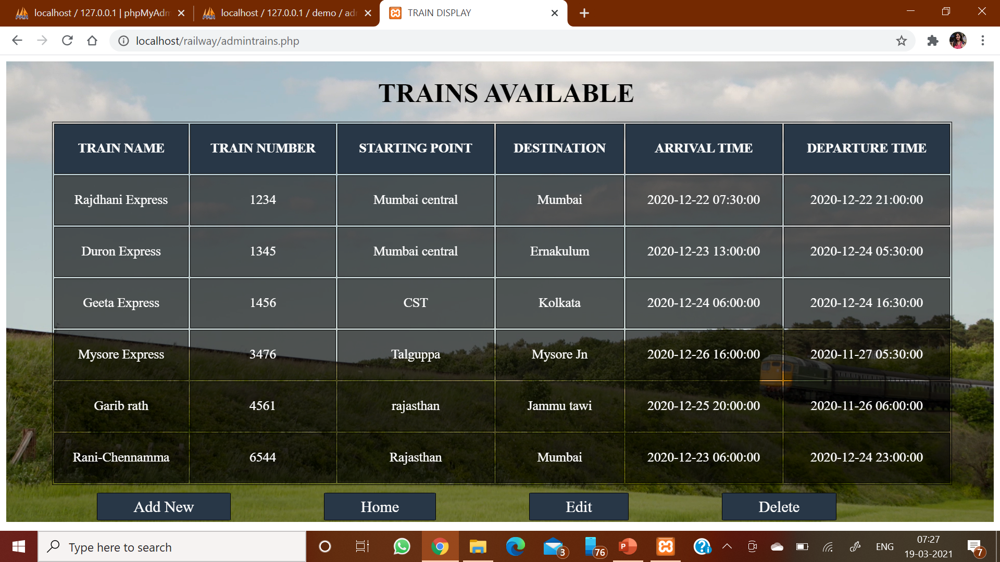 localhost / 127.0.0.1 | phpMyAdm
localhost / 127.0.0.1 / demo / adm
TRAIN DISPLAY
localhost/railway/admintrains.php
TRAINS AVAILABLE
TRAIN NAME TRAIN NUMBER STARTING POINT DESTINATION ARRIVAL TIME DEPARTURE TIME
Rajdhani Express 1234 Mumbai central Mumbai 2020-12-22 07:30:00 2020-12-22 21:00:00
Duron Express 1345 Mumbai central Ernakulum 2020-12-23 13:00:00 2020-12-24 05:30:00
Geeta Express 1456 CST Kolkata 2020-12-24 06:00:00 2020-12-24 16:30:00
Mysore Express 3476 Talguppa Mysore Jn 2020-12-26 16:00:00 2020-11-27 05:30:00
Garib rath 4561 rajasthan Jammu tawi 2020-12-25 20:00:00 2020-11-26 06:00:00
Rani-Chennamma 6544 Rajasthan Mumbai 2020-12-23 06:00:00 2020-12-24 23:00:00
Add New Home Edit Delete
Type here to search
3
76
ENG
07:27
19-03-2021
7